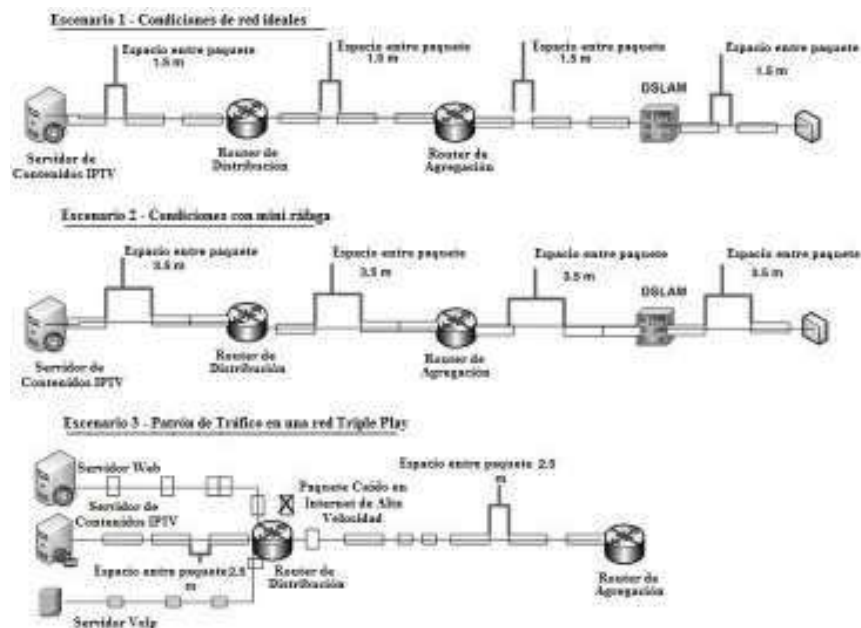 Escenario 1 - Condiciones de red ideales
Espacio entre paquete
1.5 m
Espacio entre paquete
1.5 m
Espacio entre paquete
1.5 m
Espacio entre paquete
1.5 m
DSLAM
Servidor de
Contenidos IPTV
Router de
Distribución
Router de
Agregación
Escenario 2 - Condiciones con mini ráfaga
Espacio entre paquete
3.5 m
Espacio entre paquete
3.5 m
Espacio entre paquete
3.5 m
Espacio entre paquete
3.5 m
DSLAM
Servidor de
Contenidos IPTV
Router de
Distribución
Router de
Agregación
Escenario 3 - Patrón de Tráfico en una red Triple Play
Servidor Web
Servidor de
Contenidos IPTV
Paquete Caído en
Internet de Alta
Velocidad
Espacio entre paquete 2.5
m
Espacio entre paquete 2.5
m
Router de
Distribución
Router de
Agregación
Servidor VoIp